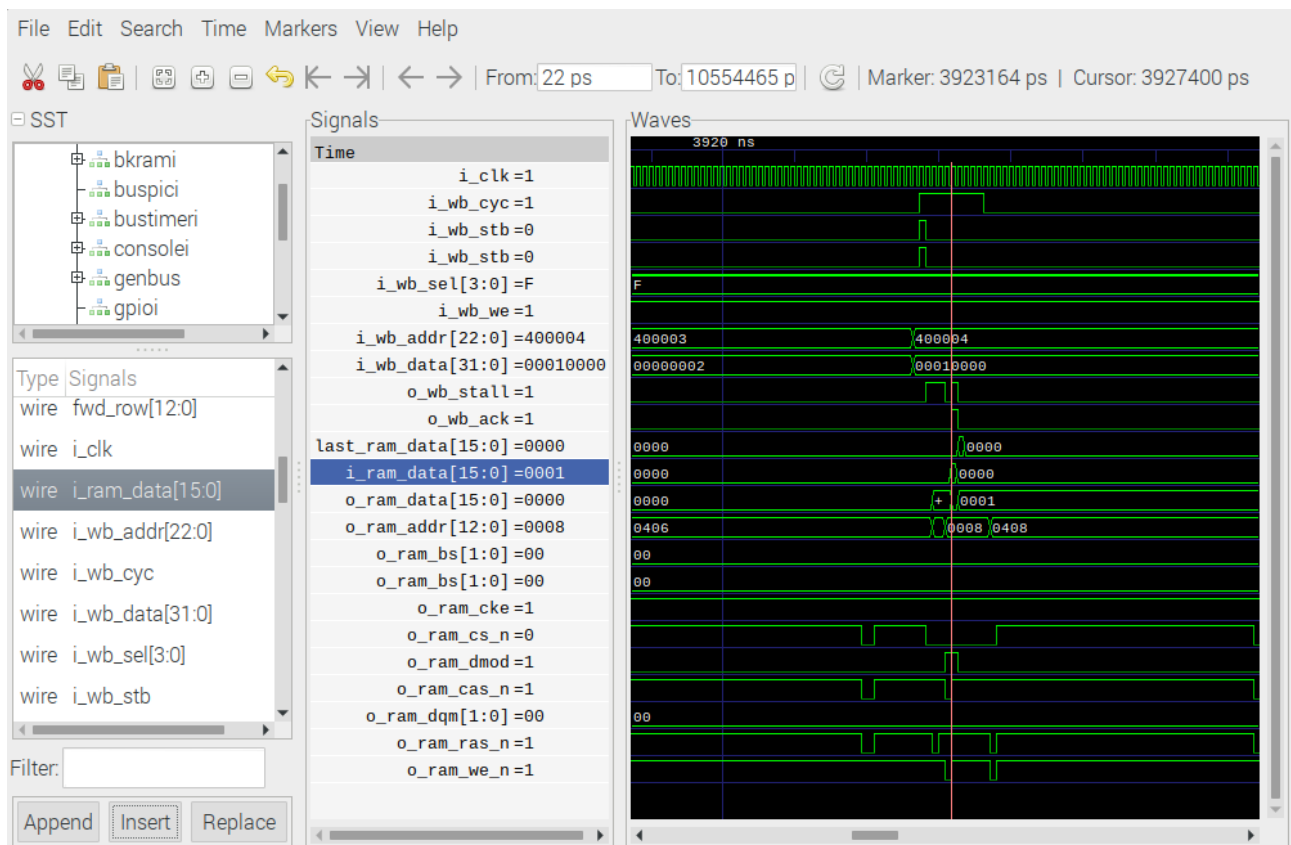 File Edit Search Time Markers View Help
From: 22 ps To: 10554465 p Marker: 3923164 ps | Cursor: 3927400 ps
SST
bkrami
buspici
bustimeri
consolei
genbus
gpioi
Type Signals
wire fwd_row[12:0]
wire i_clk
wire i_ram_data[15:0]
wire i_wb_addr[22:0]
wire i_wb_cyc
wire i_wb_data[31:0]
wire i_wb_sel[3:0]
wire i_wb_stb
Filter:
Append Insert Replace
Signals
Time
i_clk=1
i_wb_cyc=1
i_wb_stb=0
i_wb_stb=0
i_wb_sel[3:0]=F
i_wb_we=1
i_wb_addr[22:0]=400004
i_wb_data[31:0]=00010000
o_wb_stall=1
o_wb_ack=1
last_ram_data[15:0]=0000
i_ram_data[15:0]=0001
o_ram_data[15:0]=0000
o_ram_addr[12:0]=0008
o_ram_bs[1:0]=00
o_ram_bs[1:0]=00
o_ram_cke=1
o_ram_cs_n=0
o_ram_dmod=1
o_ram_cas_n=1
o_ram_dqm[1:0]=00
o_ram_ras_n=1
o_ram_we_n=1
Waves
3920 ns
F
400003 400004
00000002 00010000
0000 0000
0000 0000
0000 + 0001
0406 0008 0408
00
00
00